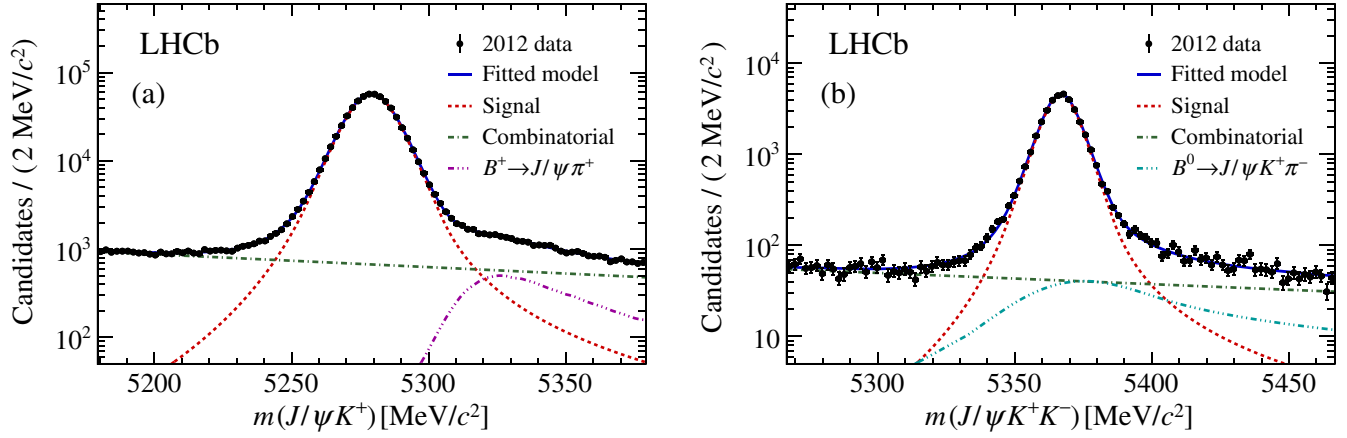 LHCb
(a)
2012 data
Fitted model
Signal
Combinatorial
B⁺→J/ψπ⁺
Candidates / (2 MeV/c²)
10⁵
10⁴
10³
10²
5200 5250 5300 5350
m(J/ψK⁺)[MeV/c²]
LHCb
(b)
2012 data
Fitted model
Signal
Combinatorial
B⁰→J/ψK⁺π⁻
Candidates / (2 MeV/c²)
10⁴
10³
10²
10
5300 5350 5400 5450
m(J/ψK⁺K⁻)[MeV/c²]